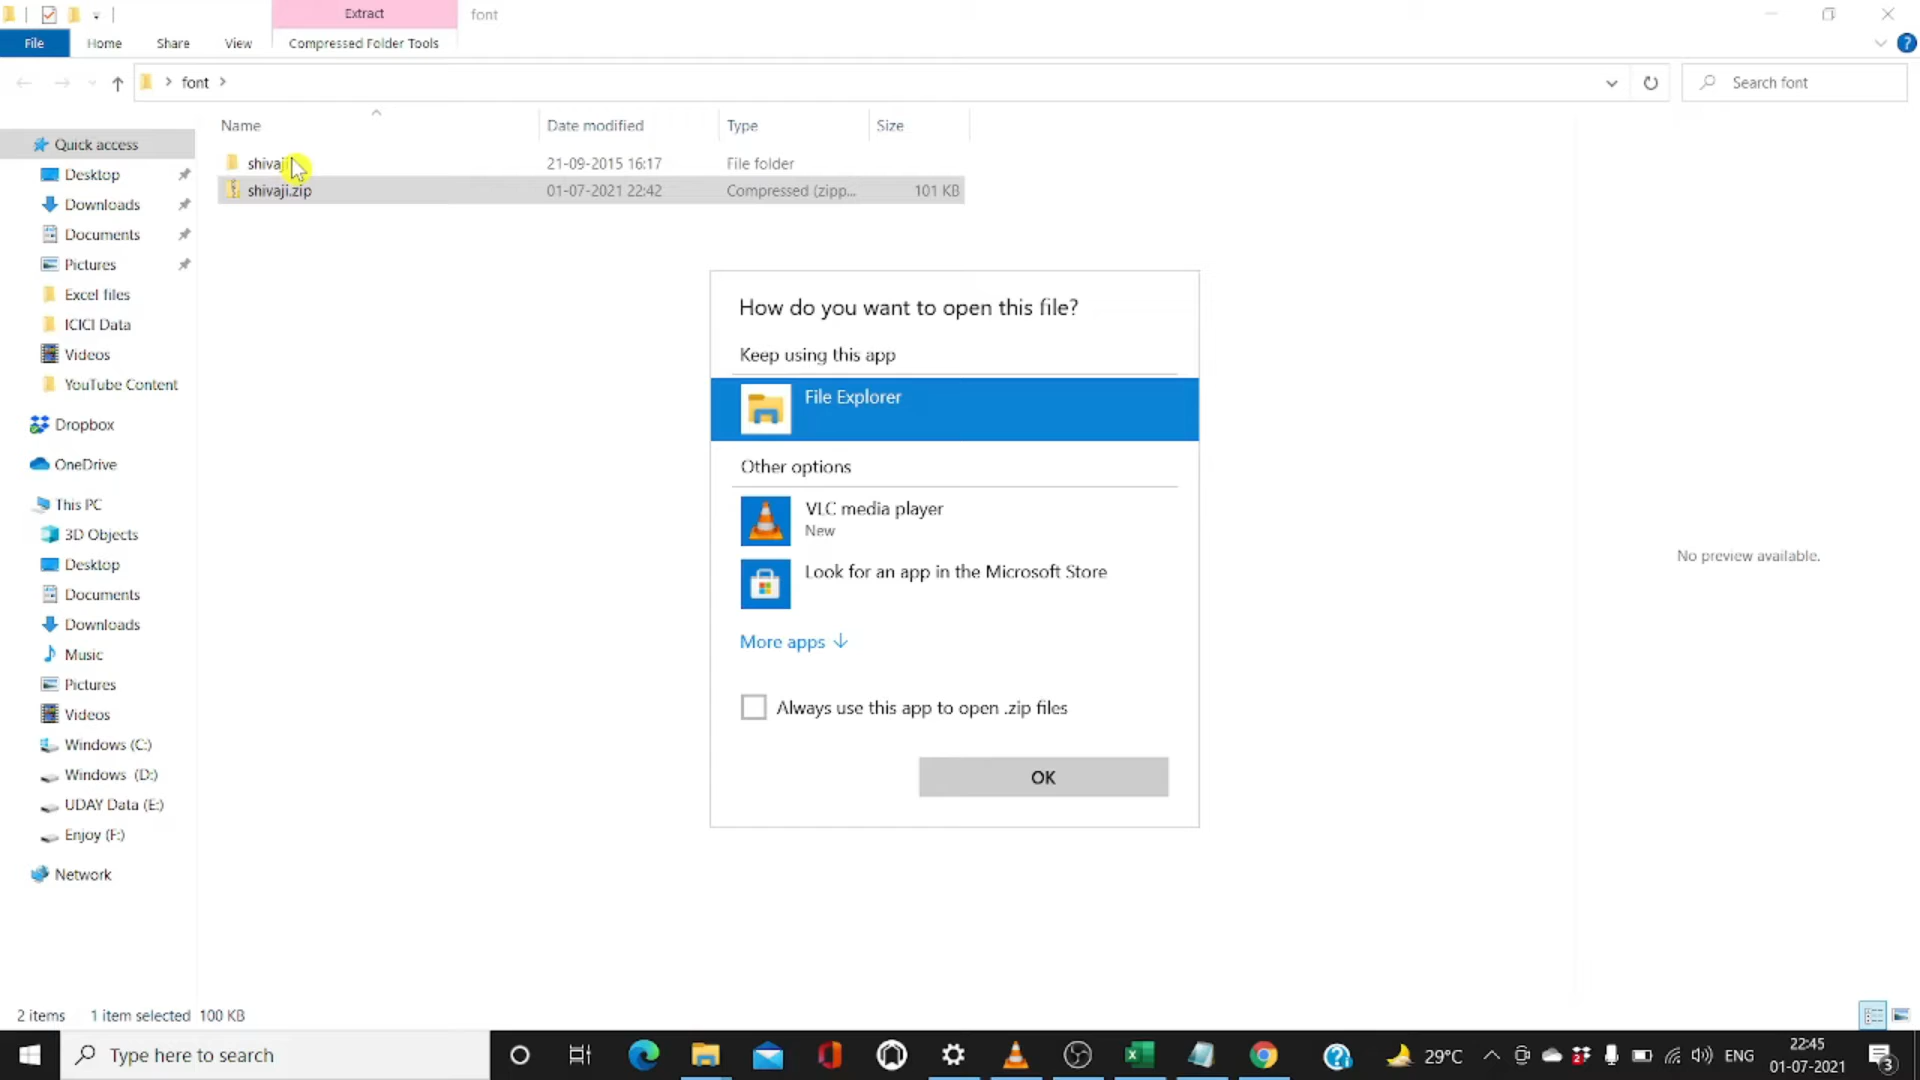 Extract
font
File
Home
Share
View
Compressed Folder Tools
font
Search font
Name
Date modified
Type
Size
shivaji
21-09-2015 16:17
File folder
shivaji.zip
01-07-2021 22:42
Compressed (zipp...
101 KB
Quick access
Desktop
Downloads
Documents
Pictures
Excel files
ICICI Data
Videos
YouTube Content
Dropbox
OneDrive
This PC
3D Objects
Desktop
Documents
Downloads
Music
Pictures
Videos
Windows (C:)
Windows (D:)
UDAY Data (E:)
Enjoy (F:)
Network
How do you want to open this file?
Keep using this app
File Explorer
Other options
VLC media player
New
Look for an app in the Microsoft Store
More apps
Always use this app to open .zip files
OK
No preview available.
2 items
1 item selected 100 KB
Type here to search
29°C
ENG
22:45
01-07-2021
3